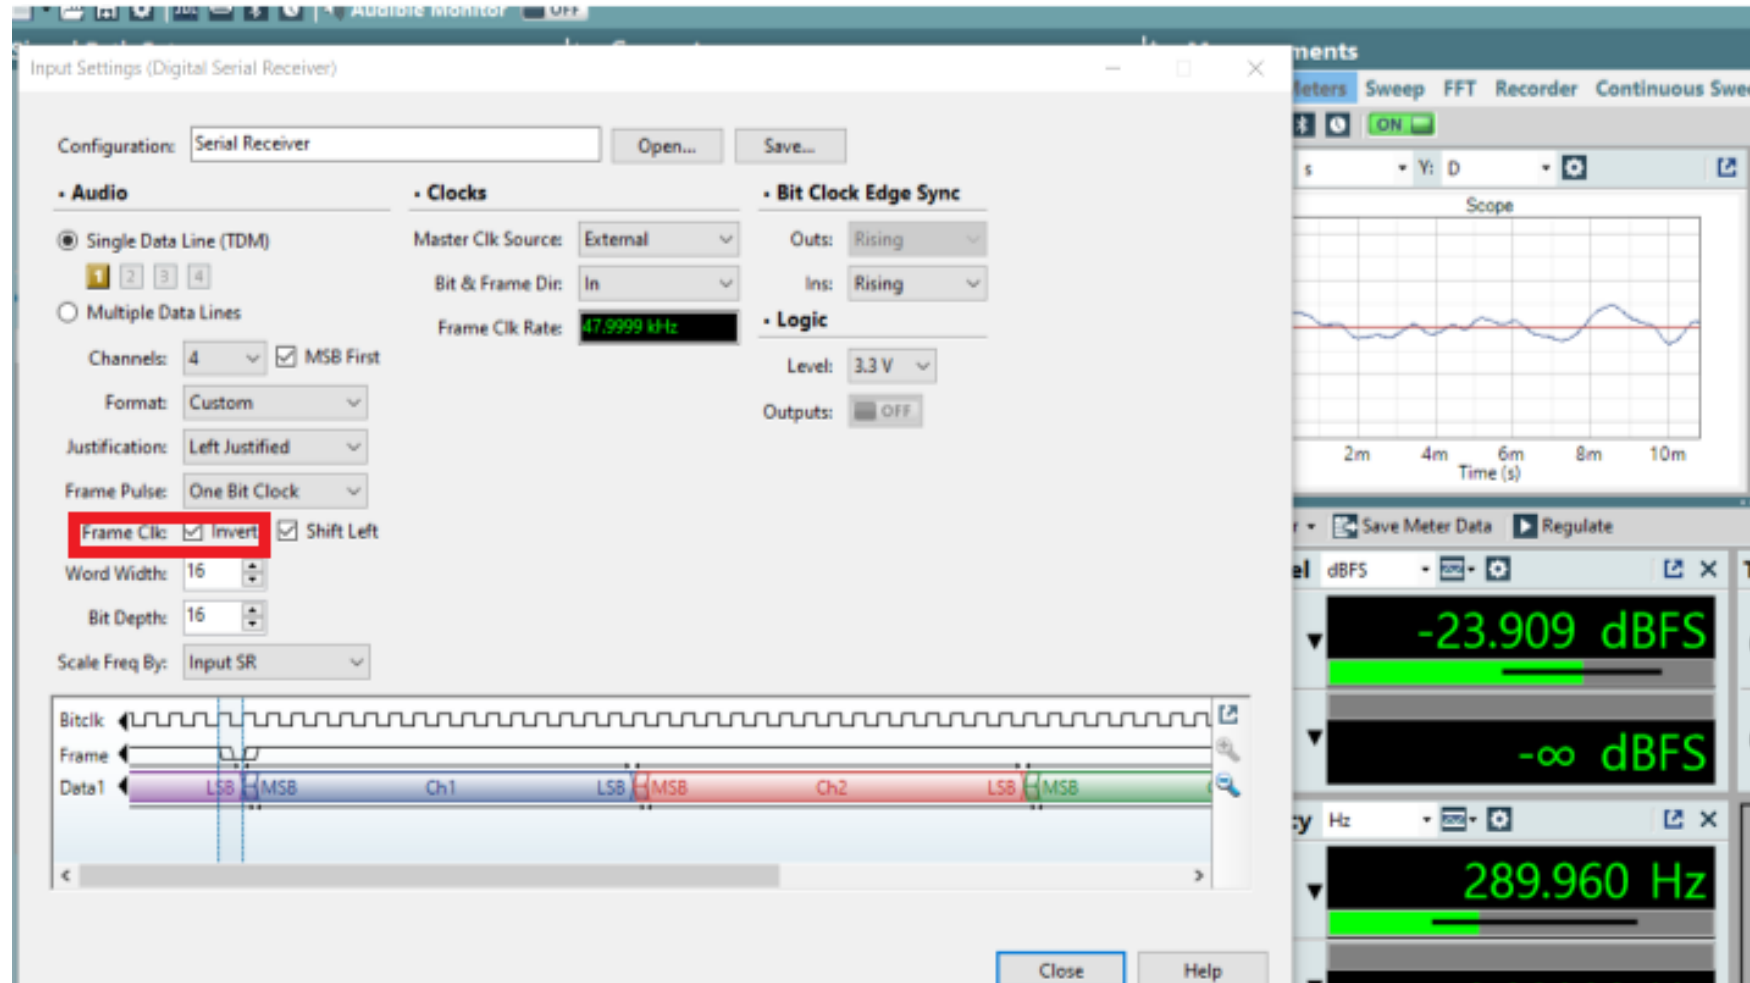 Audible Monitor OFF
Input Settings (Digital Serial Receiver)
Configuration: Serial Receiver Open... Save...
Audio
Single Data Line (TDM)
1 2 3 4
Multiple Data Lines
Channels: 4 MSB First
Format: Custom
Justification: Left Justified
Frame Pulse: One Bit Clock
Frame Clk: Invert Shift Left
Word Width: 16
Bit Depth: 16
Scale Freq By: Input SR
Clocks
Master Clk Source: External
Bit & Frame Dir: In
Frame Clk Rate: 47.9999 kHz
Bit Clock Edge Sync
Outs: Rising
Ins: Rising
Logic
Level: 3.3 V
Outputs: OFF
Bitclk
Frame
Data1 LSB MSB Ch1 LSB MSB Ch2 LSB MSB
Close Help
Sweep FFT Recorder Continuous
ON
s Y: D
Scope
2m 4m 6m 8m 10m
Time (s)
Save Meter Data Regulate
dBFS
-23.909 dBFS
-∞ dBFS
Hz
289.960 Hz